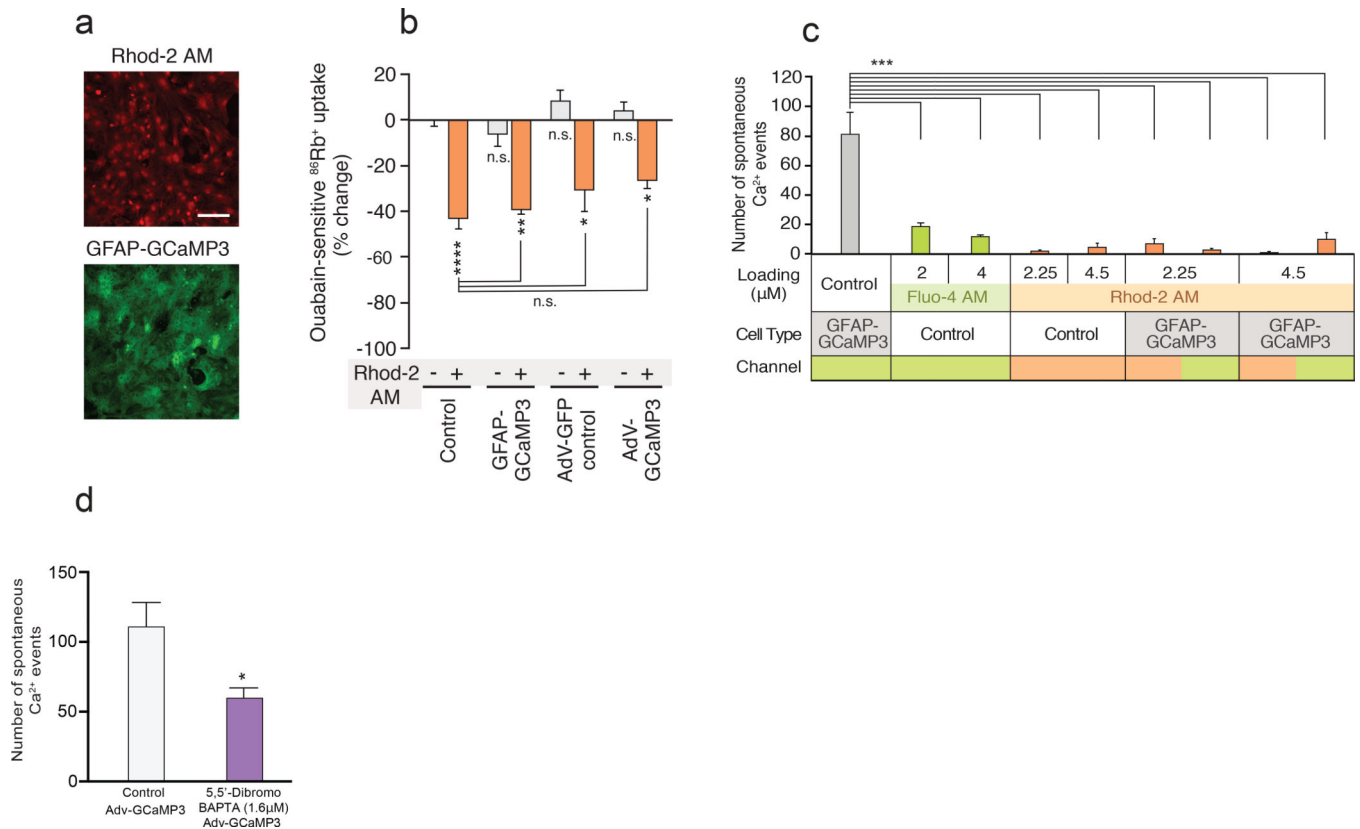 a
Rhod-2 AM
GFAP-GCaMP3
b
Ouabain-sensitive ⁸⁶Rb⁺ uptake
(% change)
20
0
-20
-40
-60
-80
-100
n.s.
n.s.
n.s.
****
**
*
*
n.s.
Rhod-2
AM
- + - + - + - +
Control
GFAP-
GCaMP3
AdV-GFP
control
AdV-
GCaMP3
c
***
Number of spontaneous
Ca²⁺ events
120
100
80
60
40
20
0
Loading
(µM)
Control
2 4 2.25 4.5 2.25 4.5
Fluo-4 AM Rhod-2 AM
Cell Type
GFAP-
GCaMP3
Control
Control
GFAP-
GCaMP3
GFAP-
GCaMP3
Channel
d
Number of spontaneous
Ca²⁺ events
150
100
50
0
*
Control
Adv-GCaMP3
5,5'-Dibromo
BAPTA (1.6µM)
Adv-GCaMP3